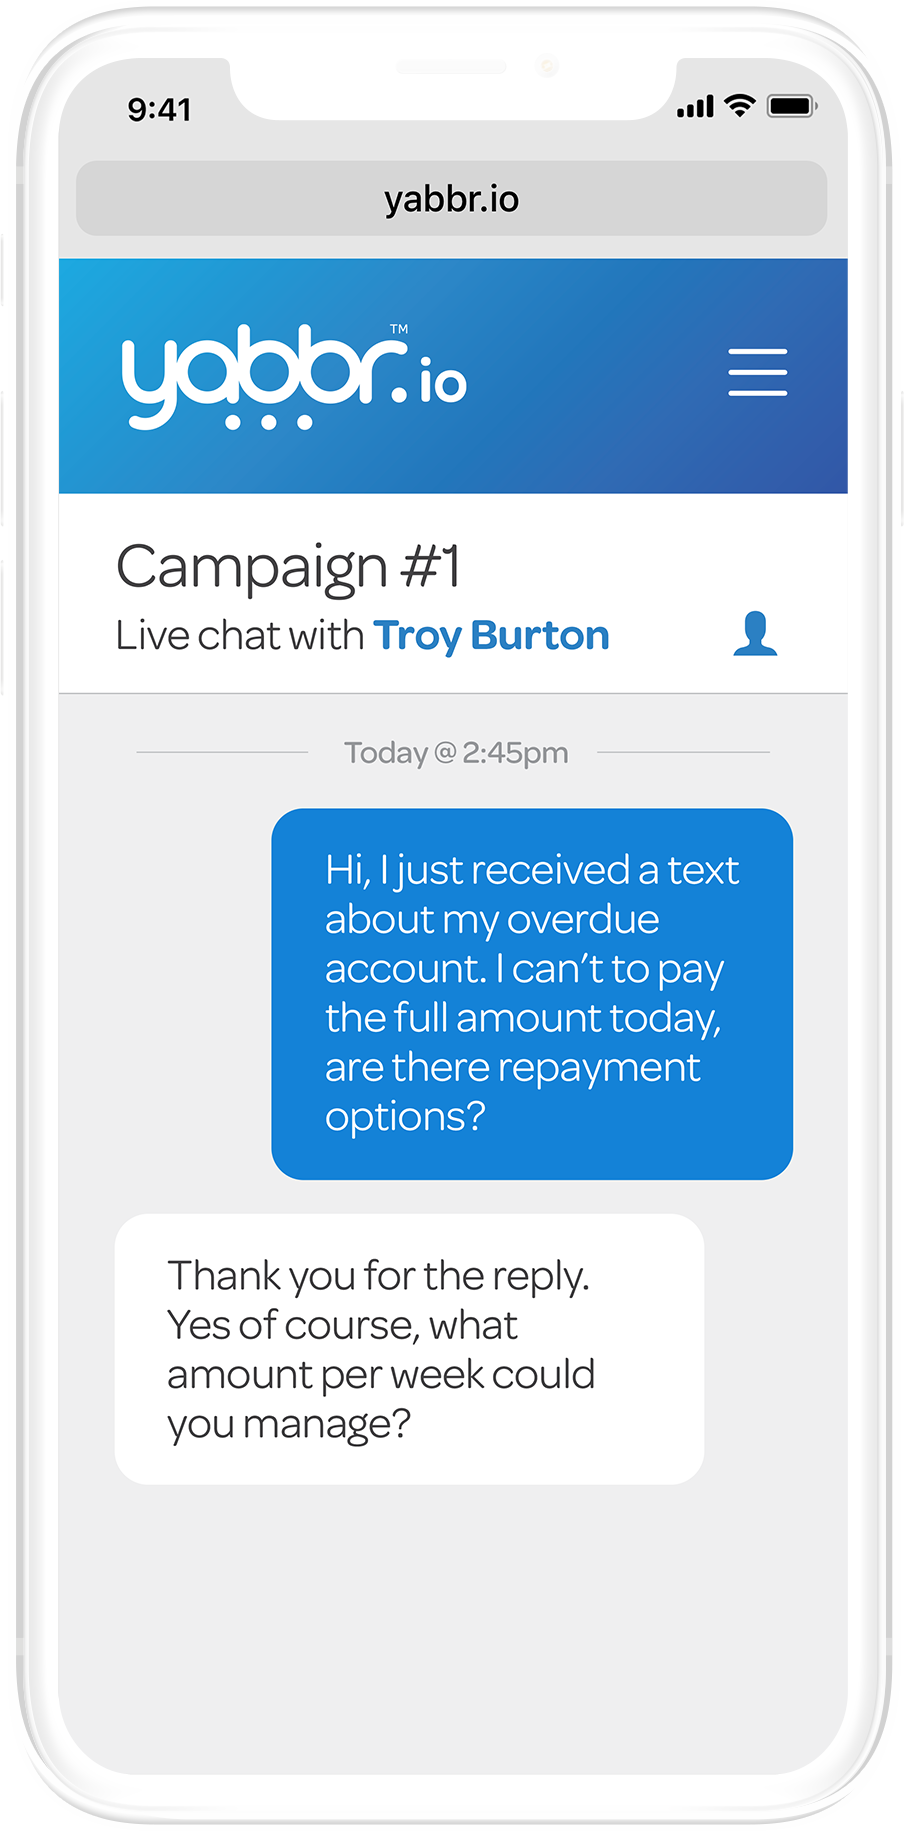 9:41
yabbr.io
yabbr.io™
Campaign #1
Live chat with Troy Burton
Today @ 2:45pm
Hi, I just received a text
about my overdue
account. I can't to pay
the full amount today,
are there repayment
options?
Thank you for the reply.
Yes of course, what
amount per week could
you manage?